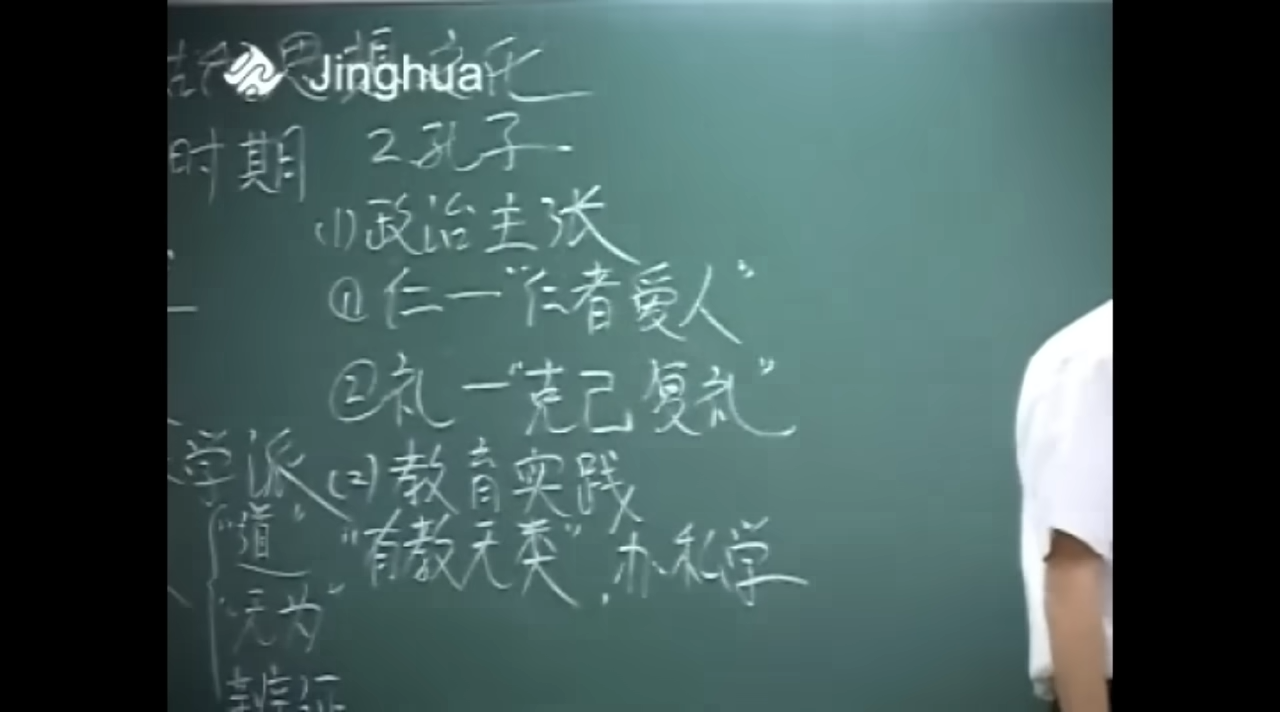 Jinghua
思想文化
时期
2.孔子
(1)政治主张
①仁—“仁者爱人”
②礼—“克己复�”
学派
(2)教育实践
“道”
“有教无类”，办私学
“无为”
辨证